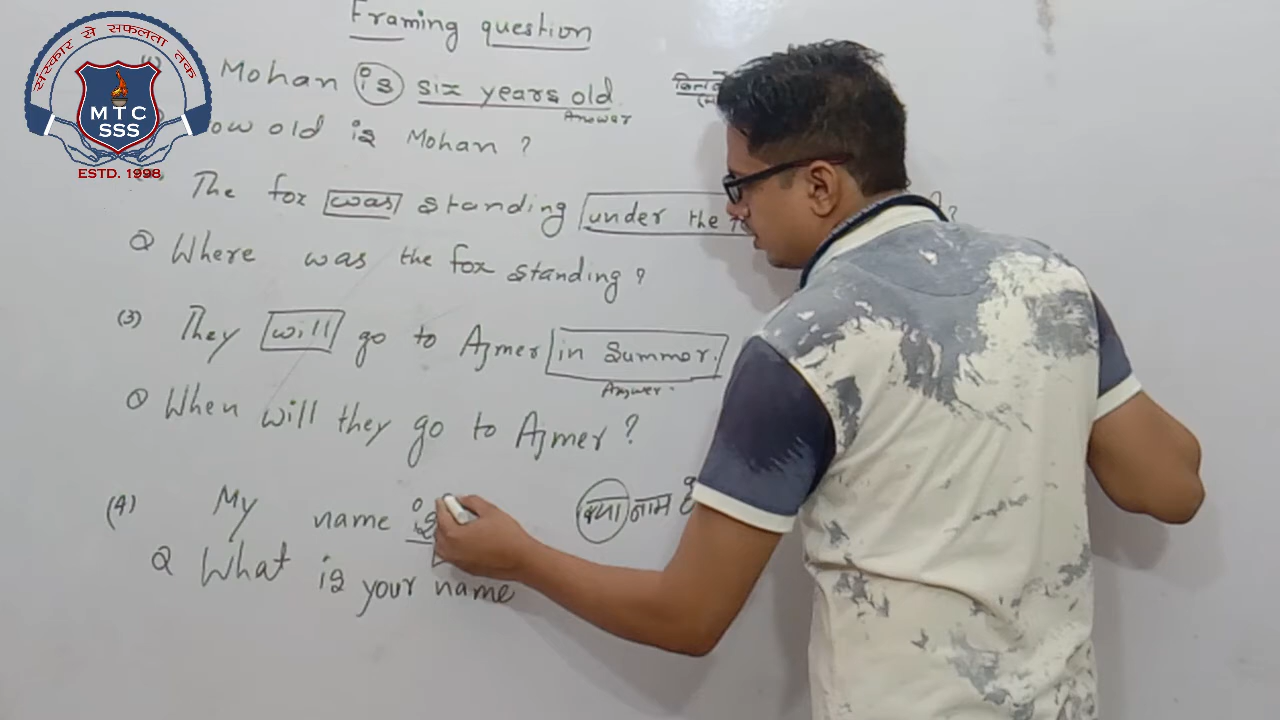 संस्कार से सफलता तक
MTC
SSS
ESTD. 1998
Framing question
Mohan is six years old
Answer
old is Mohan ?
The fox was standing under the
?
Q Where was the fox standing ?
(3) They will go to Ajmer in Summer.
Answer.
Q When will they go to Ajmer ?
(4) My name is
क्या नाम है
Q What is your name